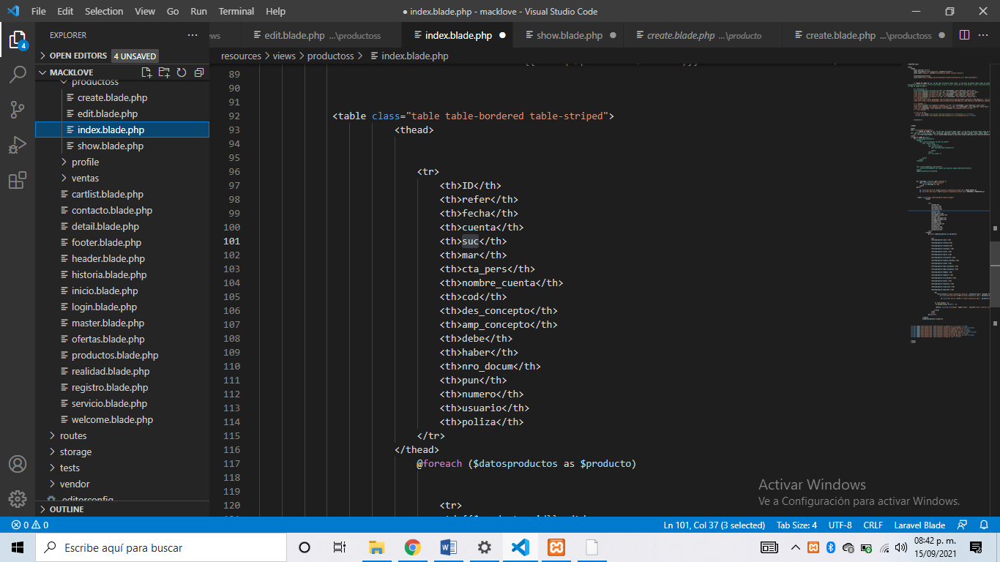 File Edit Selection View Go Run Terminal Help
● index.blade.php - macklove - Visual Studio Code
EXPLORER
edit.blade.php ...\productoss
index.blade.php
show.blade.php
create.blade.php ...\producto
create.blade.php ...\productoss
OPEN EDITORS 4 UNSAVED
resources > views > productoss > index.blade.php
MACKLOVE
productoss
create.blade.php
edit.blade.php
index.blade.php
show.blade.php
profile
ventas
cartlist.blade.php
contacto.blade.php
detail.blade.php
footer.blade.php
header.blade.php
historia.blade.php
inicio.blade.php
login.blade.php
master.blade.php
ofertas.blade.php
productos.blade.php
realidad.blade.php
registro.blade.php
servicio.blade.php
welcome.blade.php
routes
storage
tests
vendor
.editorconfig
OUTLINE
4
89
90
91
92 <table class="table table-bordered table-striped">
93 <thead>
94
95
96 <tr>
97 <th>ID</th>
98 <th>refer</th>
99 <th>fecha</th>
100 <th>cuenta</th>
101 <th>suc</th>
102 <th>mar</th>
103 <th>cta_pers</th>
104 <th>nombre_cuenta</th>
105 <th>cod</th>
106 <th>des_concepto</th>
107 <th>amp_concepto</th>
108 <th>debe</th>
109 <th>haber</th>
110 <th>nro_docum</th>
111 <th>pun</th>
112 <th>numero</th>
113 <th>usuario</th>
114 <th>poliza</th>
115 </tr>
116 </thead>
117 @foreach ($datosproductos as $producto)
118
119
120 <tr>
Activar Windows
Ve a Configuración para activar Windows.
0 0
Ln 101, Col 37 (3 selected) Tab Size: 4 UTF-8 CRLF Laravel Blade
Escribe aquí para buscar
08:42 p. m.
15/09/2021